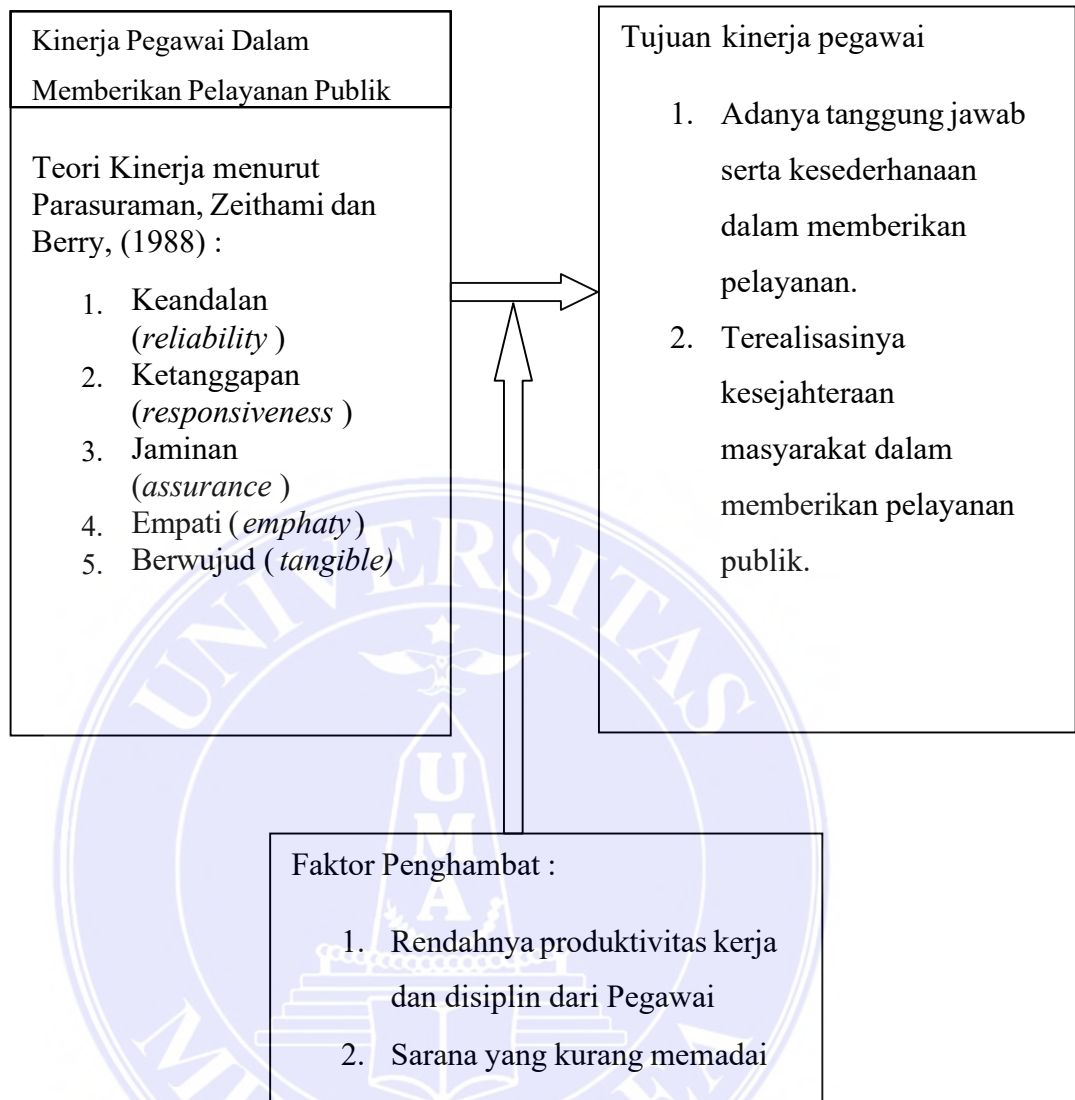 Kinerja Pegawai Dalam
Memberikan Pelayanan Publik
Teori Kinerja menurut
Parasuraman, Zeithami dan
Berry, (1988) :
1. Keandalan
(reliability )
2. Ketanggapan
(responsiveness )
3. Jaminan
(assurance )
4. Empati ( emphaty )
5. Berwujud ( tangible)
Tujuan kinerja pegawai
1. Adanya tanggung jawab
serta kesederhanaan
dalam memberikan
pelayanan.
2. Terealisasinya
kesejahteraan
masyarakat dalam
memberikan pelayanan
publik.
Faktor Penghambat :
1. Rendahnya produktivitas kerja
dan disiplin dari Pegawai
2. Sarana yang kurang memadai
UNIVERSITAS
UMA